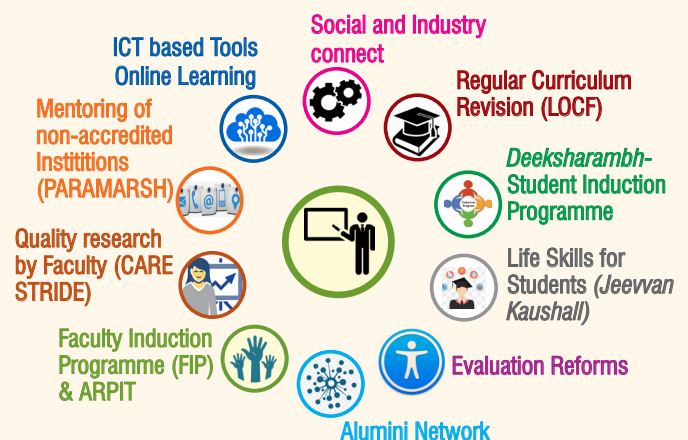 Social and Industry
connect
ICT based Tools
Online Learning
Regular Curriculum
Revision (LOCF)
Mentoring of
non-accredited
Instititions
(PARAMARSH)
Deeksharambh-
Student Induction
Programme
Quality research
by Faculty (CARE
STRIDE)
Life Skills for
Students (Jeevvan
Kaushall)
Faculty Induction
Programme (FIP)
& ARPIT
Evaluation Reforms
Alumini Network